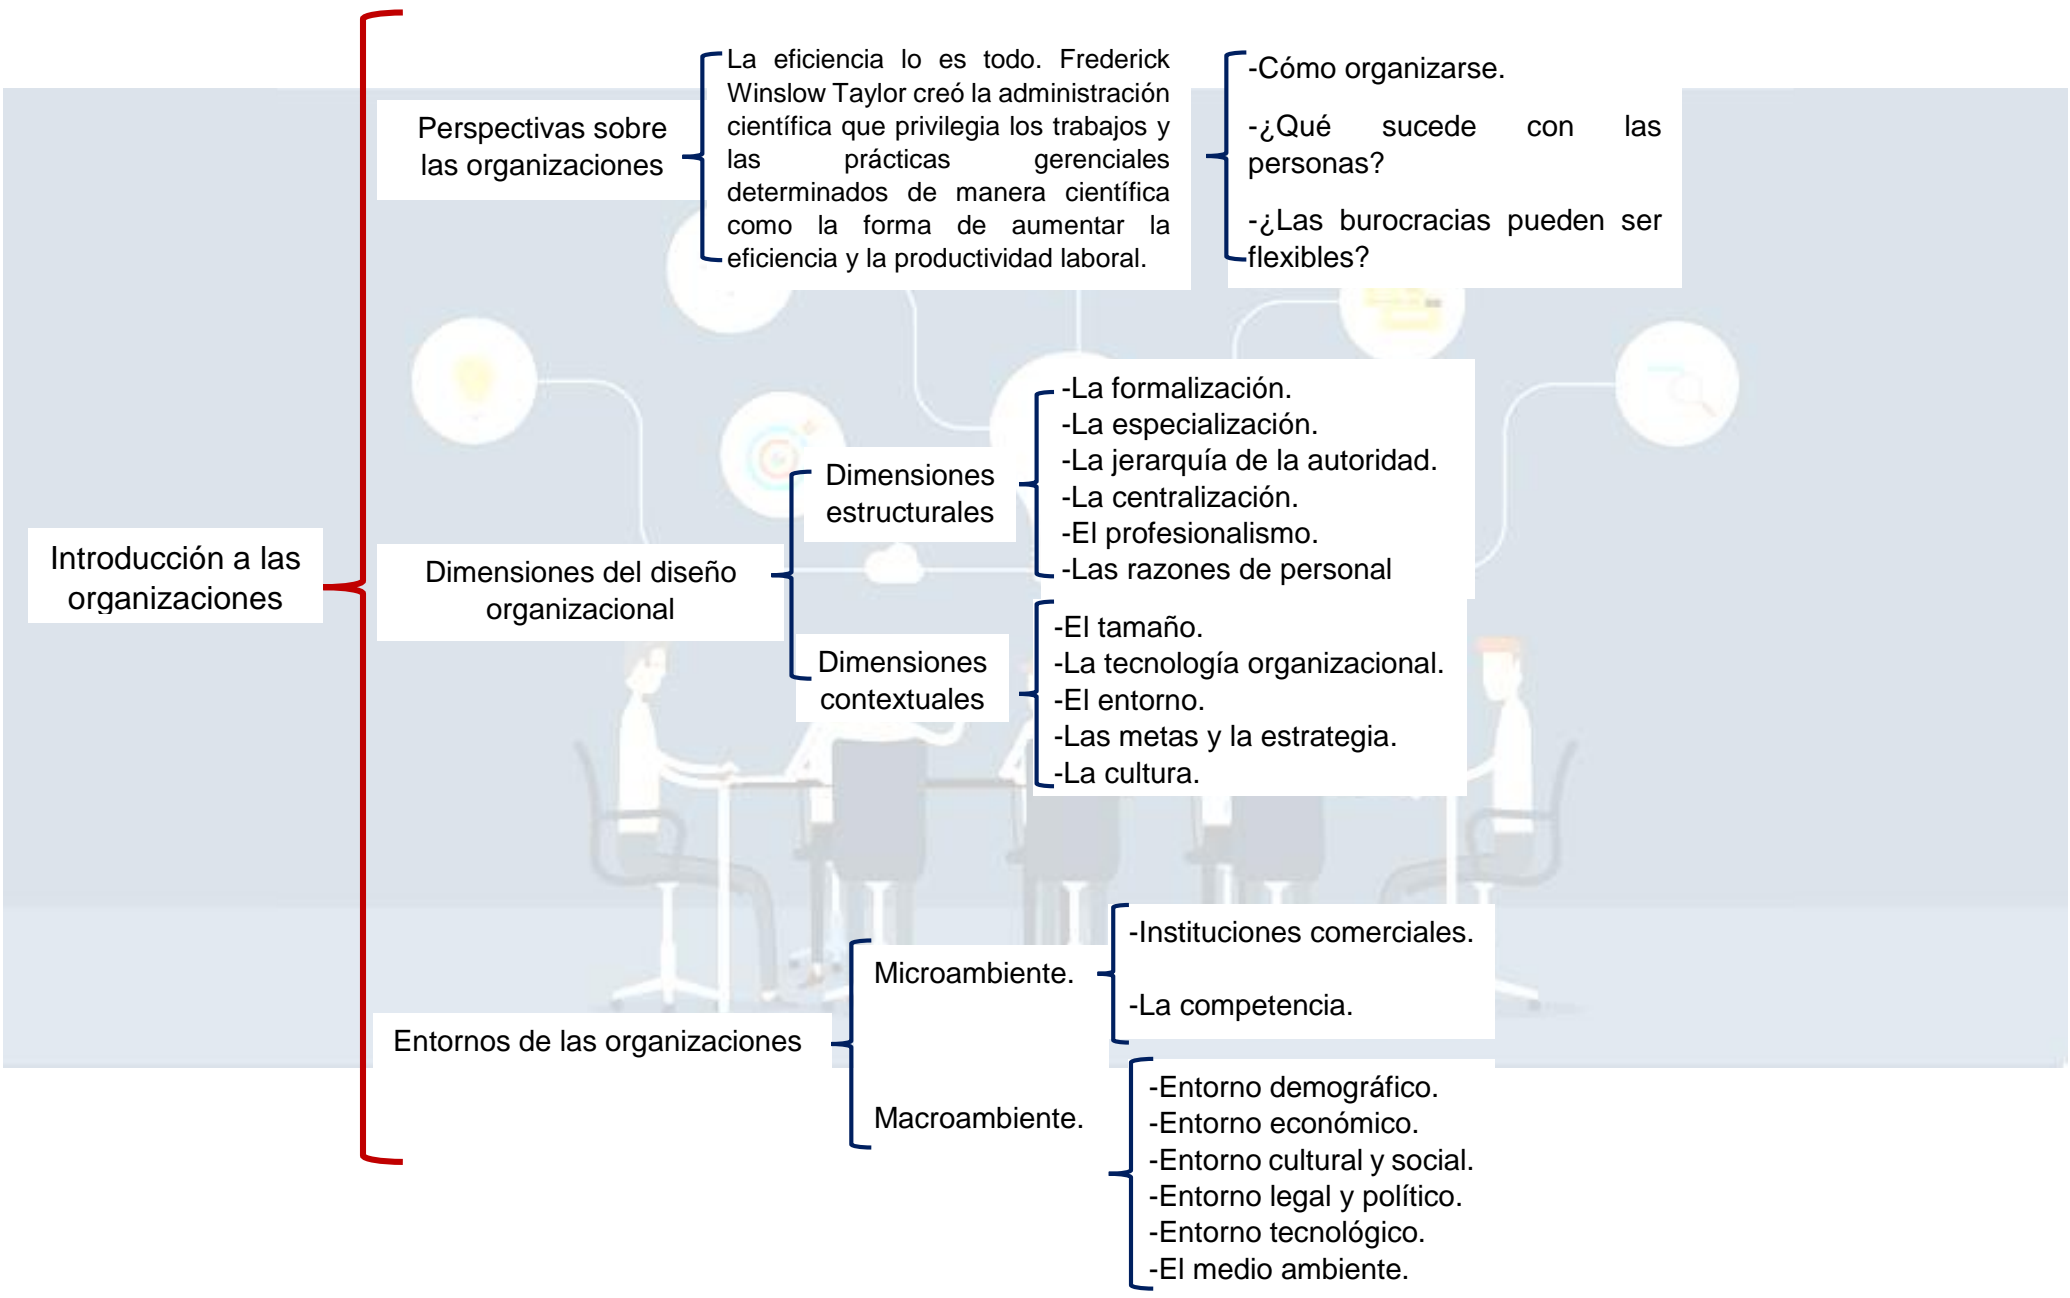 Introducción a las
organizaciones
Perspectivas sobre
las organizaciones
La eficiencia lo es todo. Frederick
Winslow Taylor creó la administración
científica que privilegia los trabajos y
las prácticas gerenciales
determinados de manera científica
como la forma de aumentar la
eficiencia y la productividad laboral.
-Cómo organizarse.
-¿Qué sucede con las
personas?
-¿Las burocracias pueden ser
flexibles?
Dimensiones del diseño
organizacional
Dimensiones
estructurales
-La formalización.
-La especialización.
-La jerarquía de la autoridad.
-La centralización.
-El profesionalismo.
-Las razones de personal
Dimensiones
contextuales
-El tamaño.
-La tecnología organizacional.
-El entorno.
-Las metas y la estrategia.
-La cultura.
Entornos de las organizaciones
Microambiente.
-Instituciones comerciales.
-La competencia.
Macroambiente.
-Entorno demográfico.
-Entorno económico.
-Entorno cultural y social.
-Entorno legal y político.
-Entorno tecnológico.
-El medio ambiente.